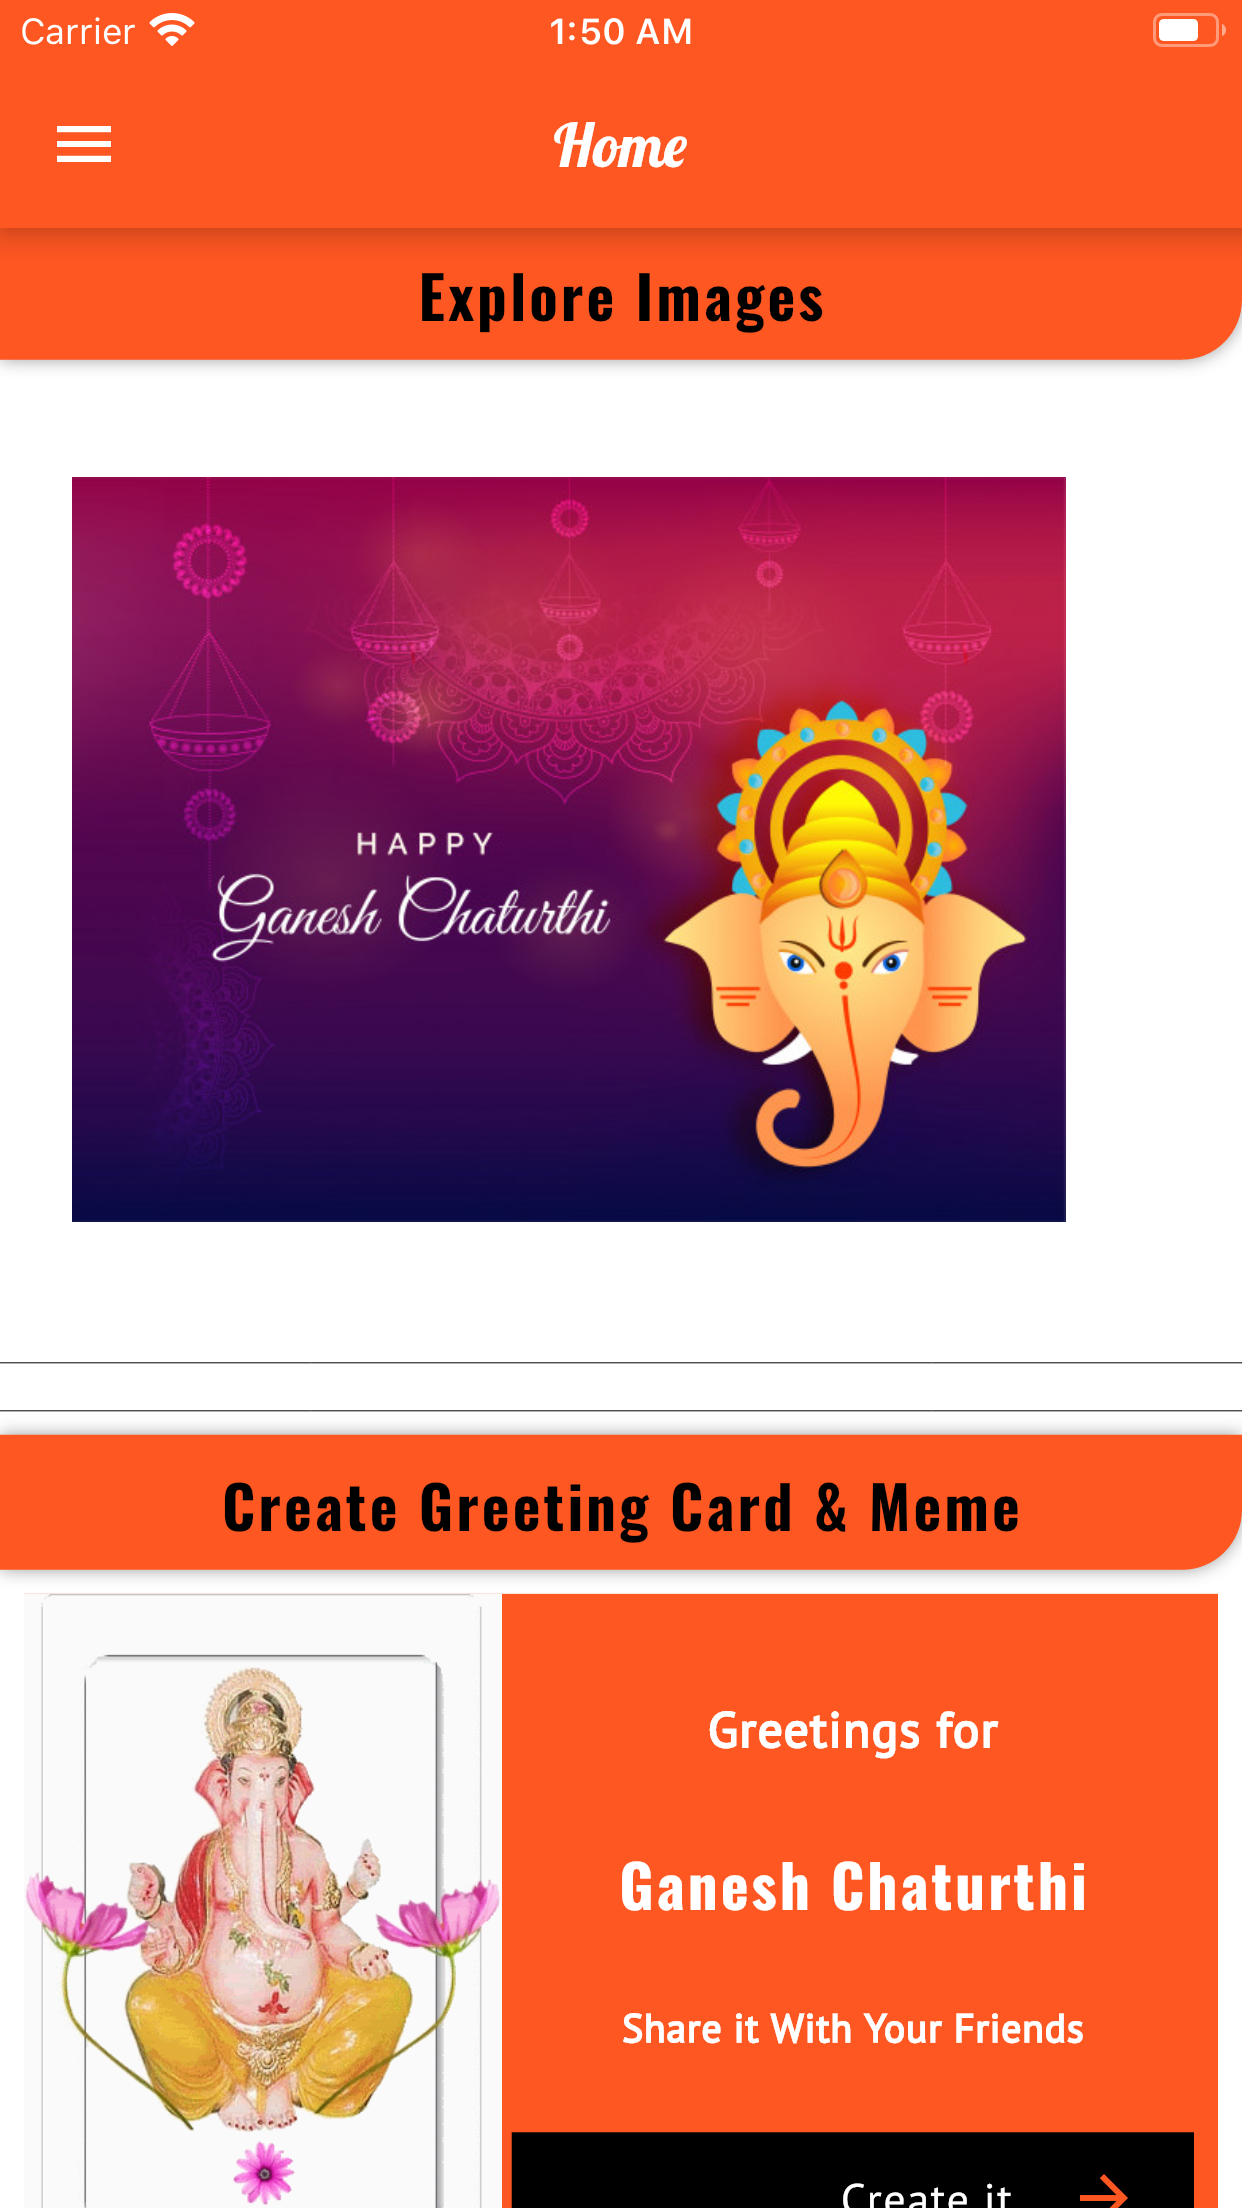 Carrier 1:50 AM
Home
Explore Images
HAPPY
Ganesh Chaturthi
Create Greeting Card & Meme
Greetings for
Ganesh Chaturthi
Share it With Your Friends
Create it